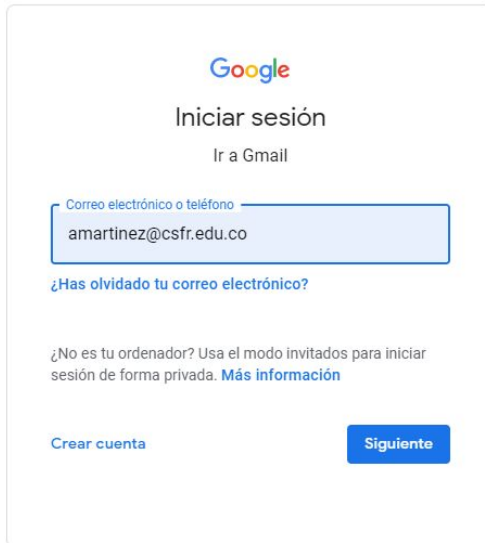 Google
Iniciar sesión
Ir a Gmail
Correo electrónico o teléfono
amartinez@csfr.edu.co
¿Has olvidado tu correo electrónico?
¿No es tu ordenador? Usa el modo invitados para iniciar
sesión de forma privada. Más información
Crear cuenta
Siguiente